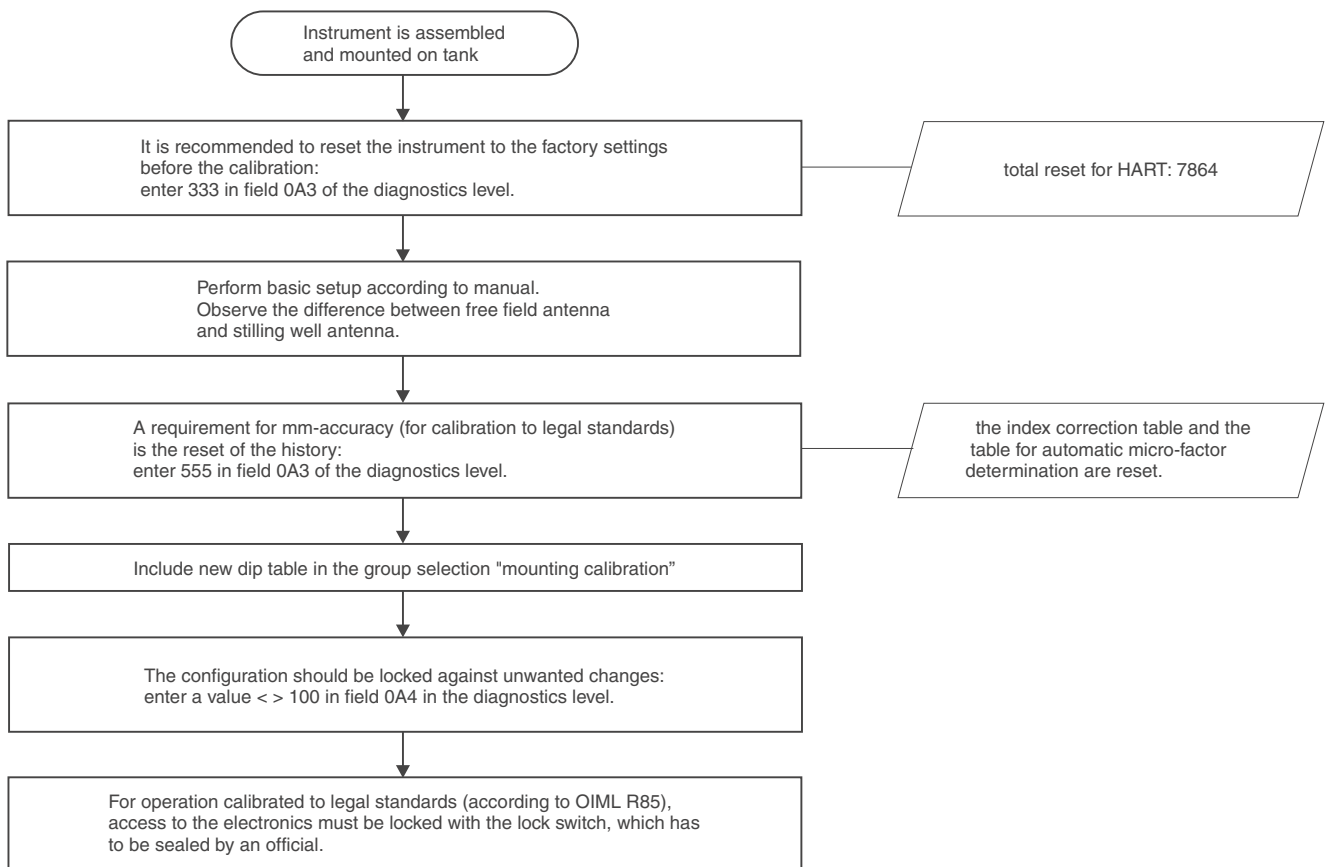 Instrument is assembled
and mounted on tank
It is recommended to reset the instrument to the factory settings
before the calibration:
enter 333 in field 0A3 of the diagnostics level.
total reset for HART: 7864
Perform basic setup according to manual.
Observe the difference between free field antenna
and stilling well antenna.
A requirement for mm-accuracy (for calibration to legal standards)
is the reset of the history:
enter 555 in field 0A3 of the diagnostics level.
the index correction table and the
table for automatic micro-factor
determination are reset.
Include new dip table in the group selection "mounting calibration”
The configuration should be locked against unwanted changes:
enter a value < > 100 in field 0A4 in the diagnostics level.
For operation calibrated to legal standards (according to OIML R85),
access to the electronics must be locked with the lock switch, which has
to be sealed by an official.